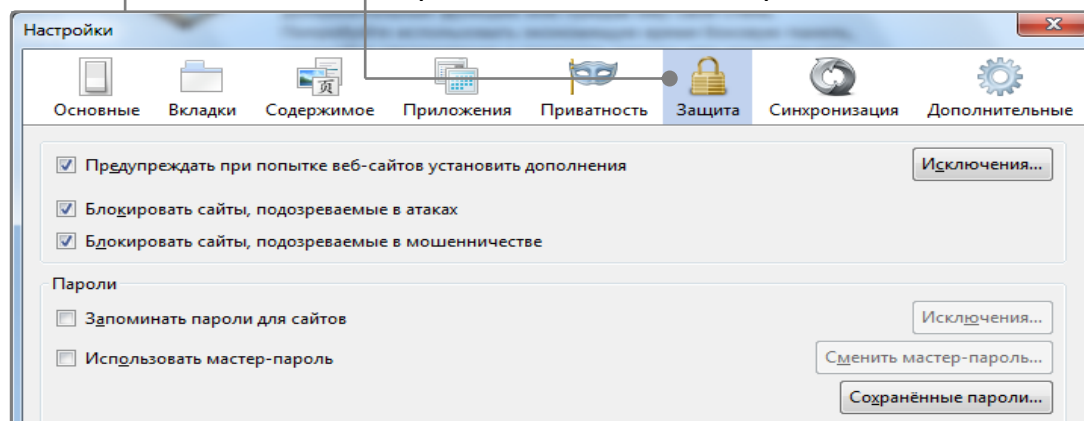 Настройки
Основные Вкладки Содержимое Приложения Приватность Защита Синхронизация Дополнительные
Предупреждать при попытке веб-сайтов установить дополнения Исключения...
Блокировать сайты, подозреваемые в атаках
Блокировать сайты, подозреваемые в мошенничестве
Пароли
Запоминать пароли для сайтов Исключения...
Использовать мастер-пароль Сменить мастер-пароль...
Сохранённые пароли...